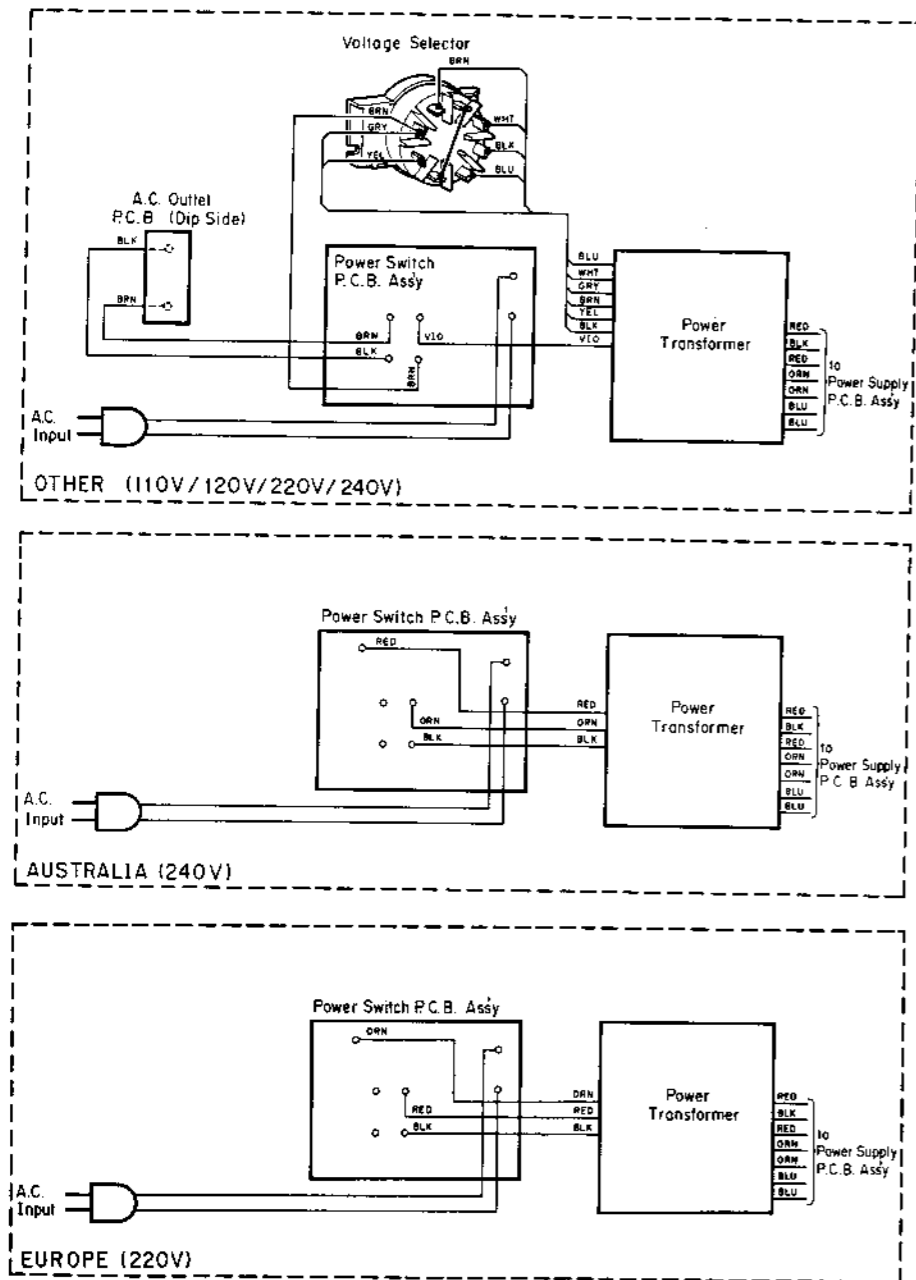 Voltage Selector
BRN
BRN
GRY
YEL
WHT
BLK
BLU
A.C. Outlet
P.C.B (Dip Side)
BLK
BRN
Power Switch
P.C.B. Ass'y
BRN
BLK
VIO
BRN
BLU
WHT
GRY
BRN
YEL
BLK
VIO
Power
Transformer
RED
BLK
RED
ORN
ORN
BLU
BLU
to
Power Supply
P.C.B. Ass'y
A.C.
Input
OTHER (110V/120V/220V/240V)
Power Switch P.C.B. Ass'y
RED
ORN
BLK
RED
ORN
BLK
Power
Transformer
RED
BLK
RED
ORN
ORN
BLU
BLU
to
Power Supply
P.C.B Ass'y
A.C.
Input
AUSTRALIA (240V)
Power Switch P.C.B. Ass'y
ORN
RED
BLK
ORN
RED
BLK
Power
Transformer
RED
BLK
RED
ORN
ORN
BLU
BLU
to
Power Supply
P.C.B. Ass'y
A.C.
Input
EUROPE (220V)